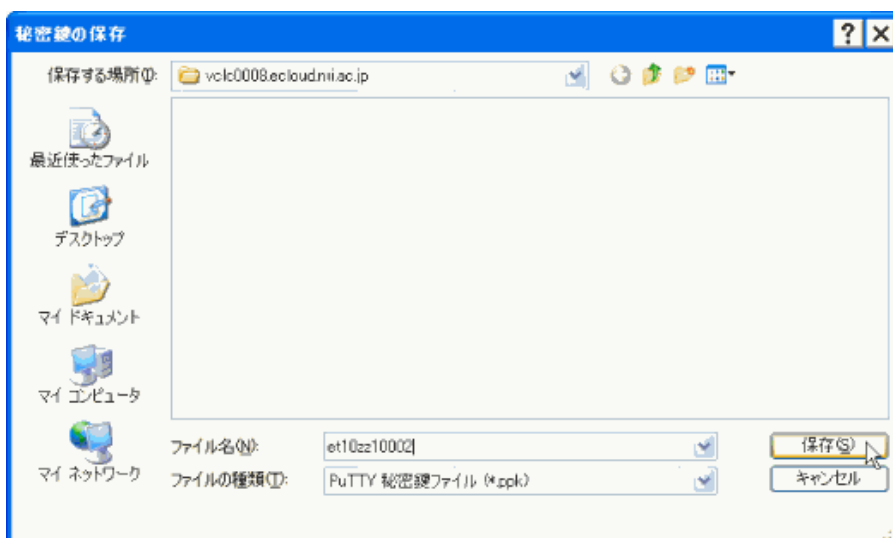 秘密鍵の保存
保存する場所(I):
vclc0008.ecloud.nii.ac.jp
最近使ったファイル
デスクトップ
マイ ドキュメント
マイ コンピュータ
マイ ネットワーク
ファイル名(N):
et10zz10002
保存(S)
ファイルの種類(T):
PuTTY 秘密鍵ファイル (*.ppk)
キャンセル